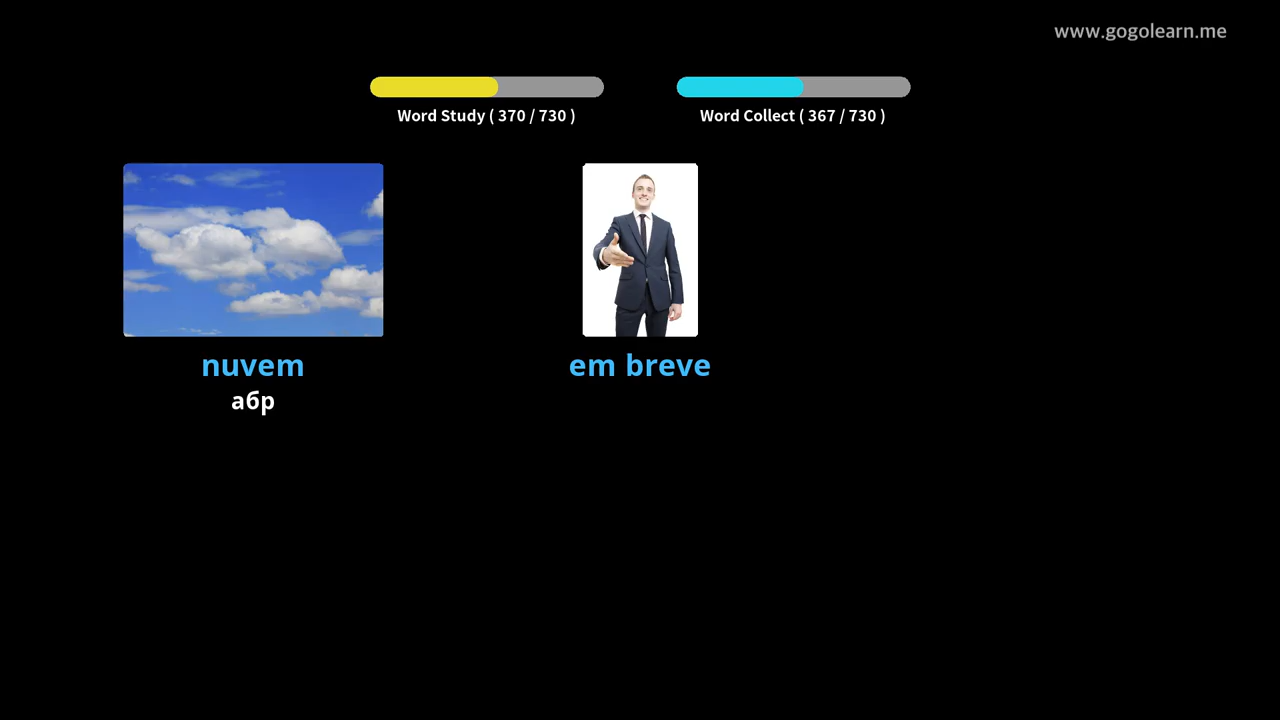 www.gogolearn.me
Word Study ( 370 / 730 )
Word Collect ( 367 / 730 )
nuvem
абр
em breve